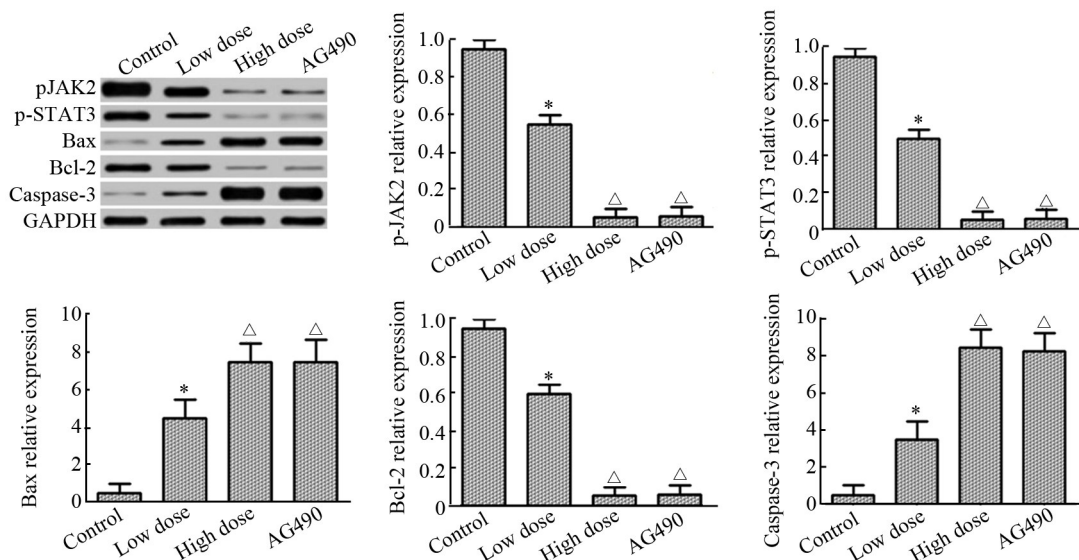 Control Low dose High dose AG490
pJAK2
p-STAT3
Bax
Bcl-2
Caspase-3
GAPDH
p-JAK2 relative expression
1.0
0.8
0.6
0.4
0.2
0
*
△
△
Control Low dose High dose AG490
p-STAT3 relative expression
1.0
0.8
0.6
0.4
0.2
0
*
△
△
Control Low dose High dose AG490
Bax relative expression
10
8
6
4
2
0
*
△
△
Control Low dose High dose AG490
Bcl-2 relative expression
1.0
0.8
0.6
0.4
0.2
0
*
△
△
Control Low dose High dose AG490
Caspase-3 relative expression
10
8
6
4
2
0
*
△
△
Control Low dose High dose AG490